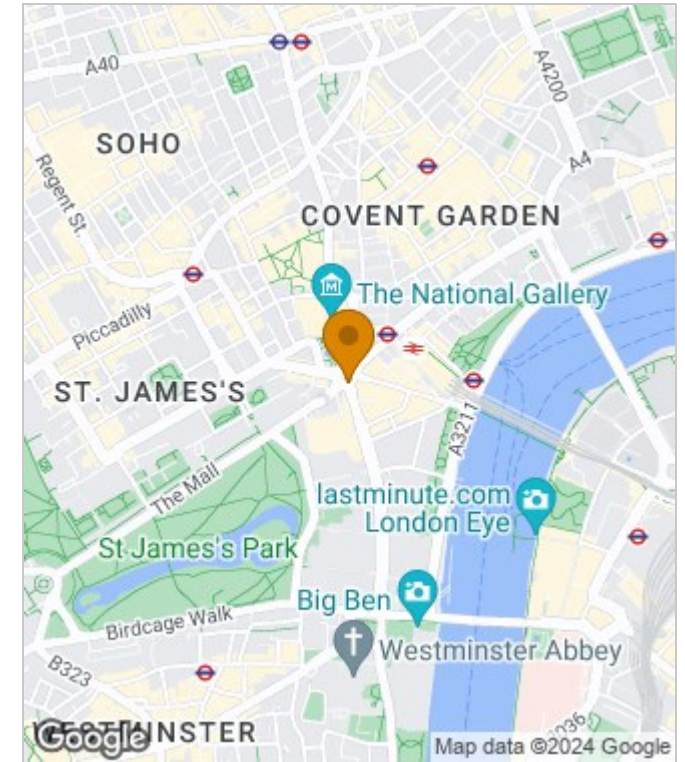 A40
A4200
SOHO
A4
Regent St.
COVENT GARDEN
The National Gallery
Piccadilly
ST. JAMES'S
A3211
The Mall
lastminute.com
London Eye
St James's Park
Big Ben
Birdcage Walk
Westminster Abbey
B323
WESTMINSTER
Google
Map data ©2024 Google